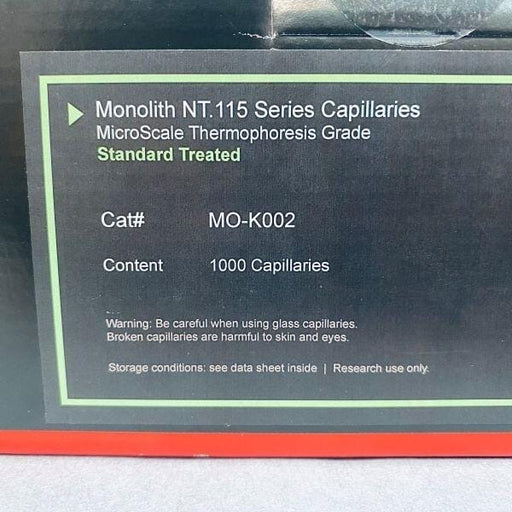 Monolith NT.115 Series Capillaries
MicroScale Thermophoresis Grade
Standard Treated
Cat# MO-K002
Content 1000 Capillaries
Warning: Be careful when using glass capillaries.
Broken capillaries are harmful to skin and eyes.
Storage conditions: see data sheet inside | Research use only.